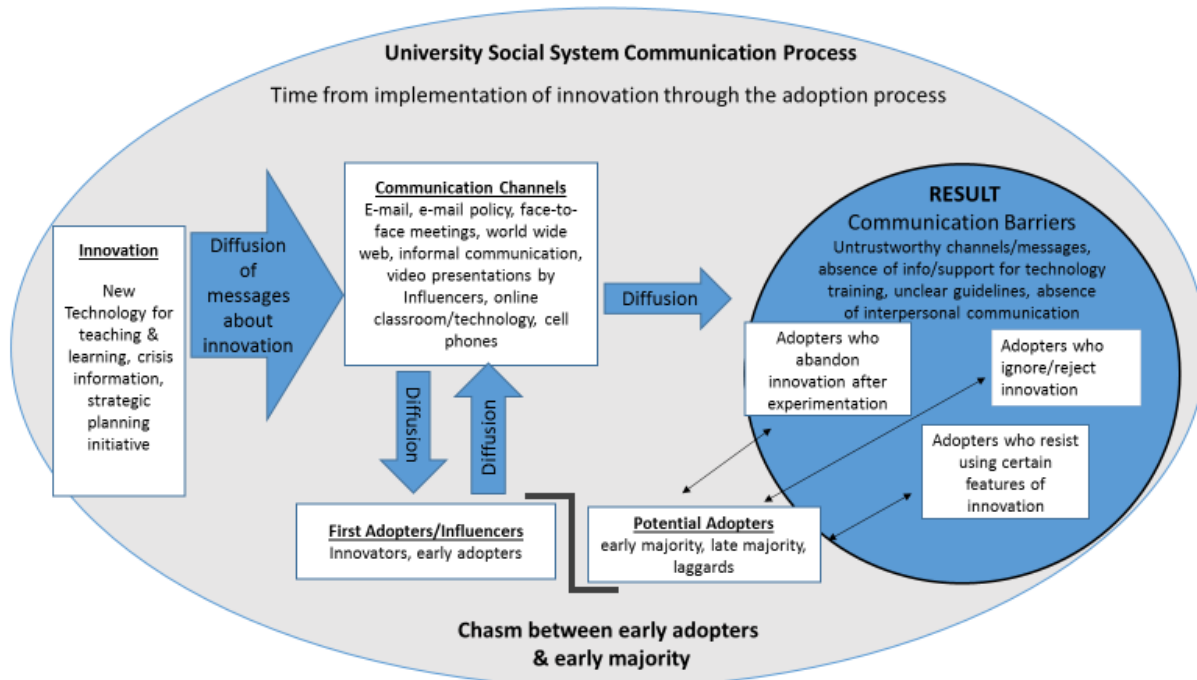 University Social System Communication Process
Time from implementation of innovation through the adoption process
Innovation
New
Technology for
teaching &
learning, crisis
information,
strategic
planning
initiative
Diffusion
of
messages
about
innovation
Communication Channels
E-mail, e-mail policy, face-to-
face meetings, world wide
web, informal communication,
video presentations by
Influencers, online
classroom/technology, cell
phones
Diffusion
Diffusion
Diffusion
First Adopters/Influencers
Innovators, early adopters
Potential Adopters
early majority, late majority,
laggards
RESULT
Communication Barriers
Untrustworthy channels/messages,
absence of info/support for technology
training, unclear guidelines, absence
of interpersonal communication
Adopters who
abandon
innovation after
experimentation
Adopters who
ignore/reject
innovation
Adopters who resist
using certain
features of
innovation
Chasm between early adopters
& early majority